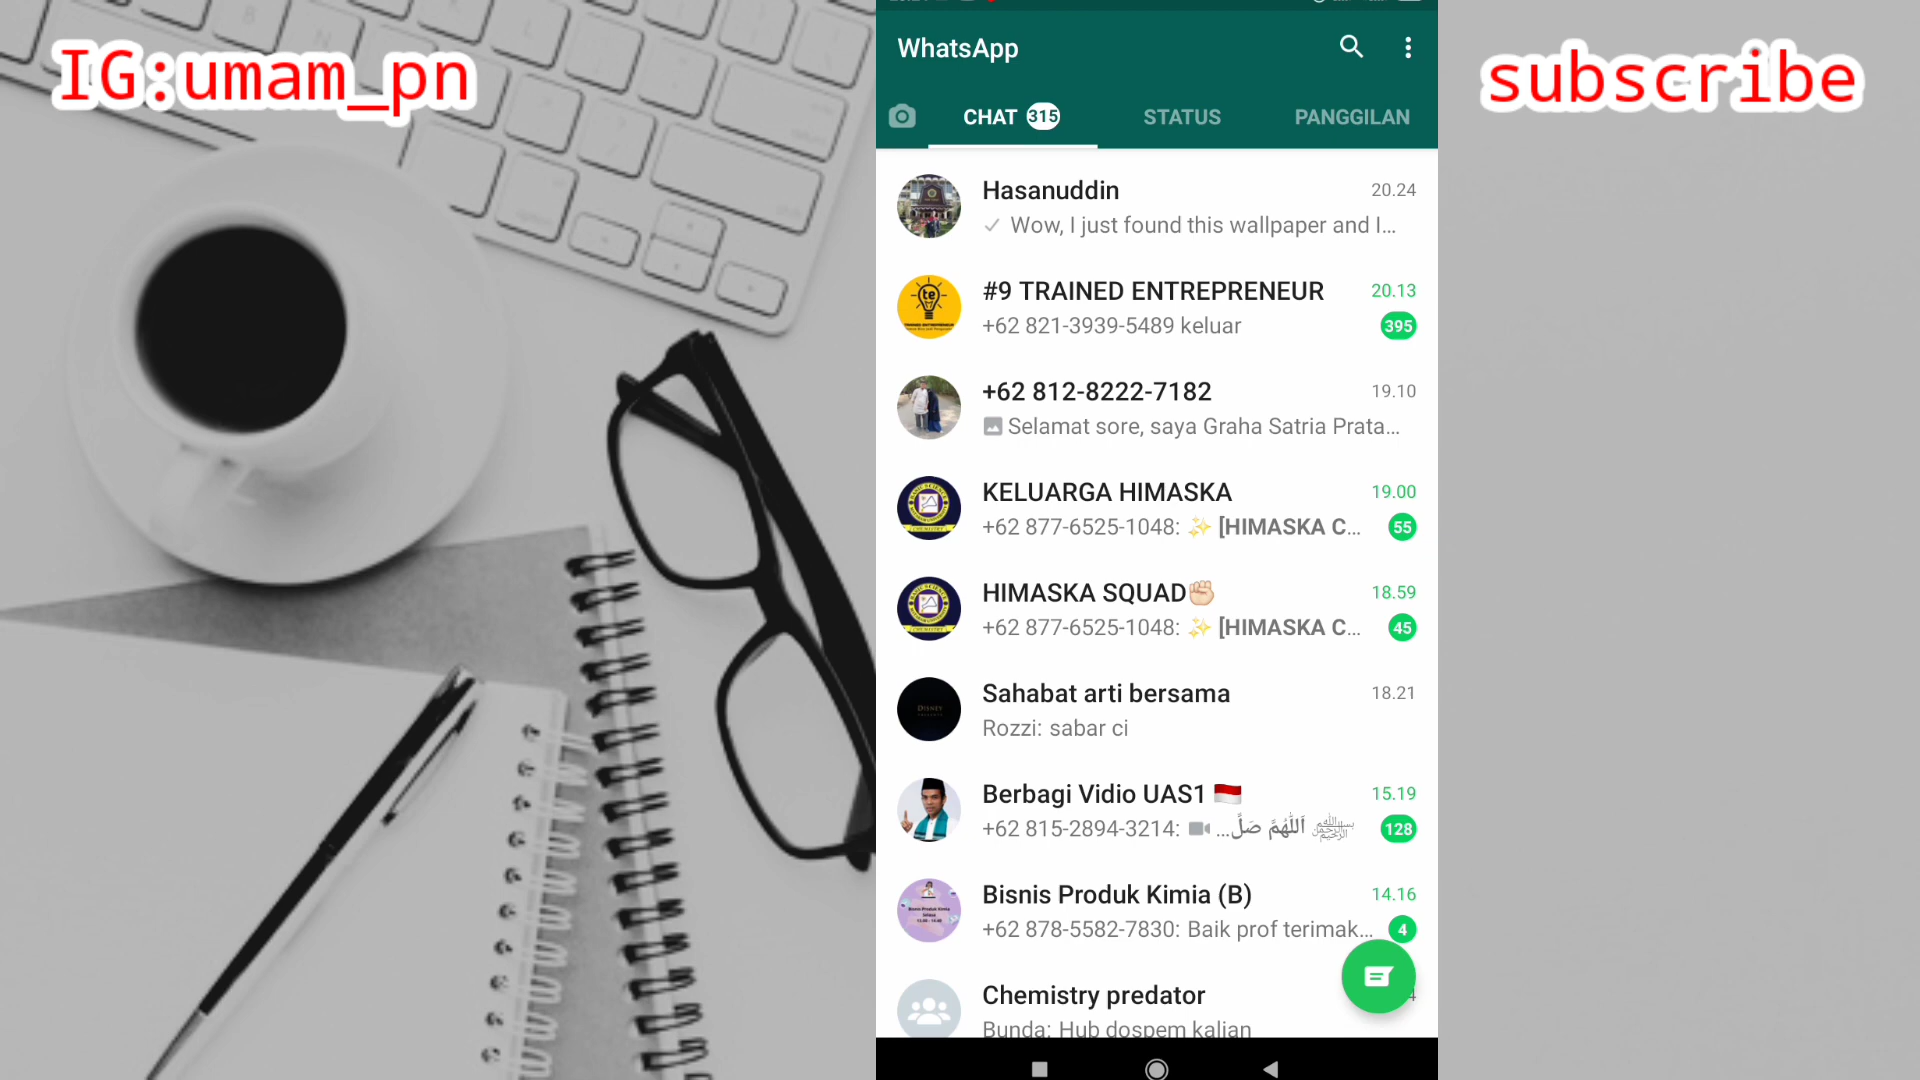 IG:umam_pn
subscribe
WhatsApp
CHAT 315
STATUS
PANGGILAN
Hasanuddin
20.24
Wow, I just found this wallpaper and I...
#9 TRAINED ENTREPRENEUR
20.13
+62 821-3939-5489 keluar
395
+62 812-8222-7182
19.10
Selamat sore, saya Graha Satria Prata...
KELUARGA HIMASKA
19.00
+62 877-6525-1048: ✨ [HIMASKA C...
55
HIMASKA SQUAD✊🏻
18.59
+62 877-6525-1048: ✨ [HIMASKA C...
45
Sahabat arti bersama
18.21
DISNEY
Rozzi: sabar ci
Berbagi Vidio UAS1 🇮🇩
15.19
+62 815-2894-3214: ﷽ اَللّٰهُمَّ صَلِّ...
128
Bisnis Produk Kimia (B)
14.16
+62 878-5582-7830: Baik prof terimak...
4
Chemistry predator
Bunda: Hub dospem kalian